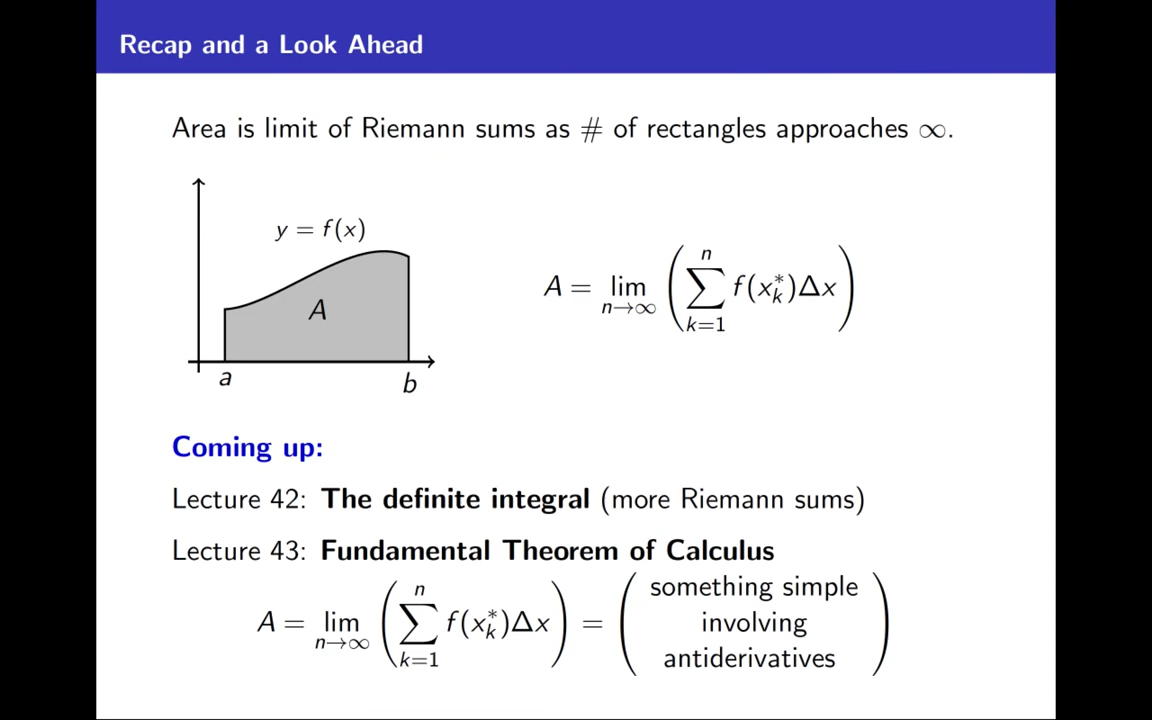 Recap and a Look Ahead
Area is limit of Riemann sums as # of rectangles approaches ∞.
y = f(x)
A
a
b
A = lim n→∞ ( ∑ k=1 n f(x*k)Δx )
Coming up:
Lecture 42: The definite integral (more Riemann sums)
Lecture 43: Fundamental Theorem of Calculus
A = lim n→∞ ( ∑ k=1 n f(x*k)Δx ) = ( something simple
involving
antiderivatives )